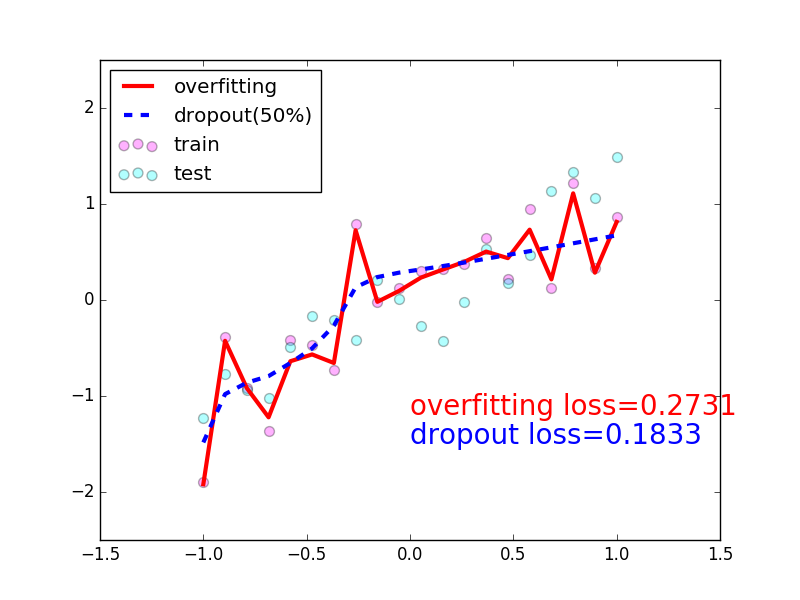 overfitting
dropout(50%)
train
test
2
1
0
−1
−2
overfitting loss=0.2731
dropout loss=0.1833
−1.5 −1.0 −0.5 0.0 0.5 1.0 1.5